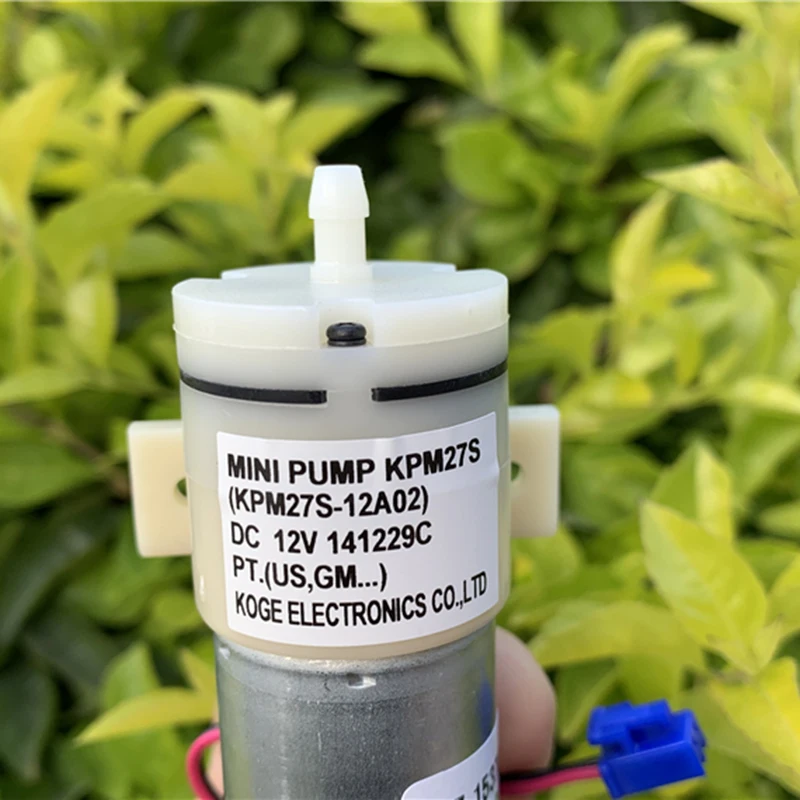 MINI PUMP KPM27S
(KPM27S-12A02)
DC 12V 141229C
PT.(US,GM...)
KOGE ELECTRONICS CO.,LTD